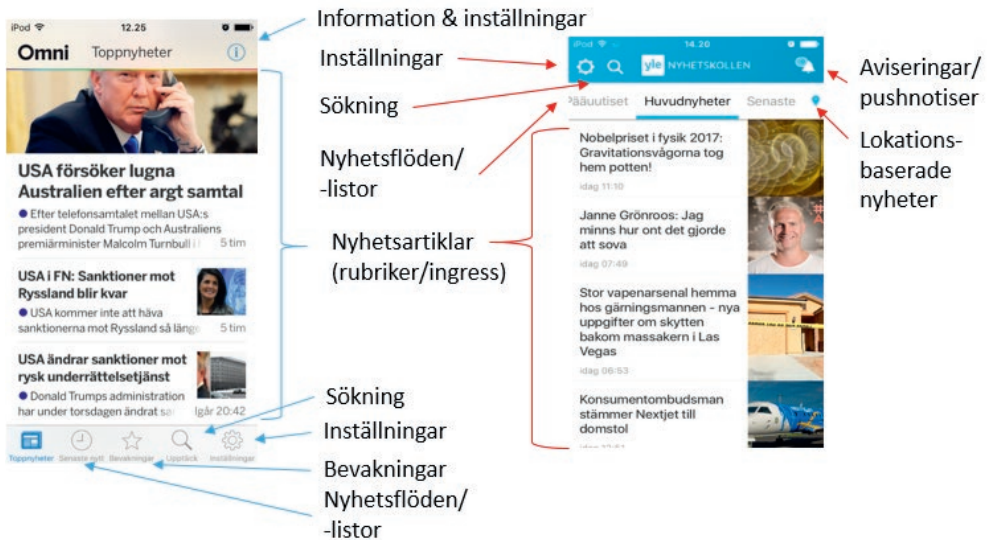 Information & inställningar
Inställningar
Sökning
Nyhetsflöden/
-listor
Nyhetsartiklar
(rubriker/ingress)
Sökning
Inställningar
Bevakningar
Nyhetsflöden/
-listor
Aviseringar/
pushnotiser
Lokations-
baserade
nyheter
iPod
12.25
Omni
Toppnyheter
USA försöker lugna
Australien efter argt samtal
Efter telefonsamtalet mellan USA:s
president Donald Trump och Australiens
premiärminister Malcolm Turnbull i
5 tim
USA i FN: Sanktioner mot
Ryssland blir kvar
USA kommer inte att häva
sanktionerna mot Ryssland så länge
5 tim
USA ändrar sanktioner mot
rysk underrättelsetjänst
Donald Trumps administration
har under torsdagen ändrat
Igår 20:42
Toppnyheter Senaste nytt Bevakningar Upptäck Inställningar
iPod
14.20
yle NYHETSKOLLEN
Pääuutiset Huvudnyheter Senaste
Nobelpriset i fysik 2017:
Gravitationsvågorna tog
hem potten!
idag 11:10
Janne Grönroos: Jag
minns hur ont det gjorde
att sova
idag 07:49
Stor vapenarsenal hemma
hos gärningsmannen – nya
uppgifter om skytten
bakom massakern i Las
Vegas
idag 06:53
Konsumentombudsman
stämmer Nextjet till
domstol